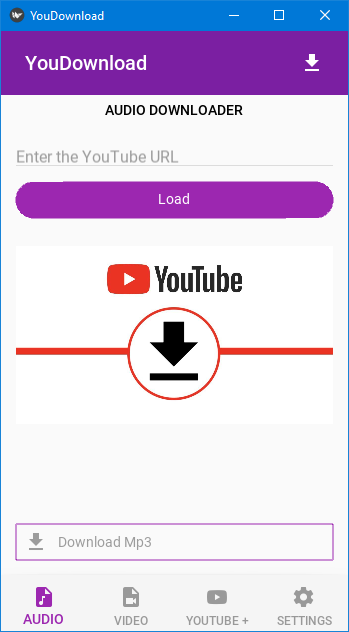 YouDownload
YouDownload
AUDIO DOWNLOADER
Enter the YouTube URL
Load
YouTube
Download Mp3
AUDIO
VIDEO
YOUTUBE +
SETTINGS